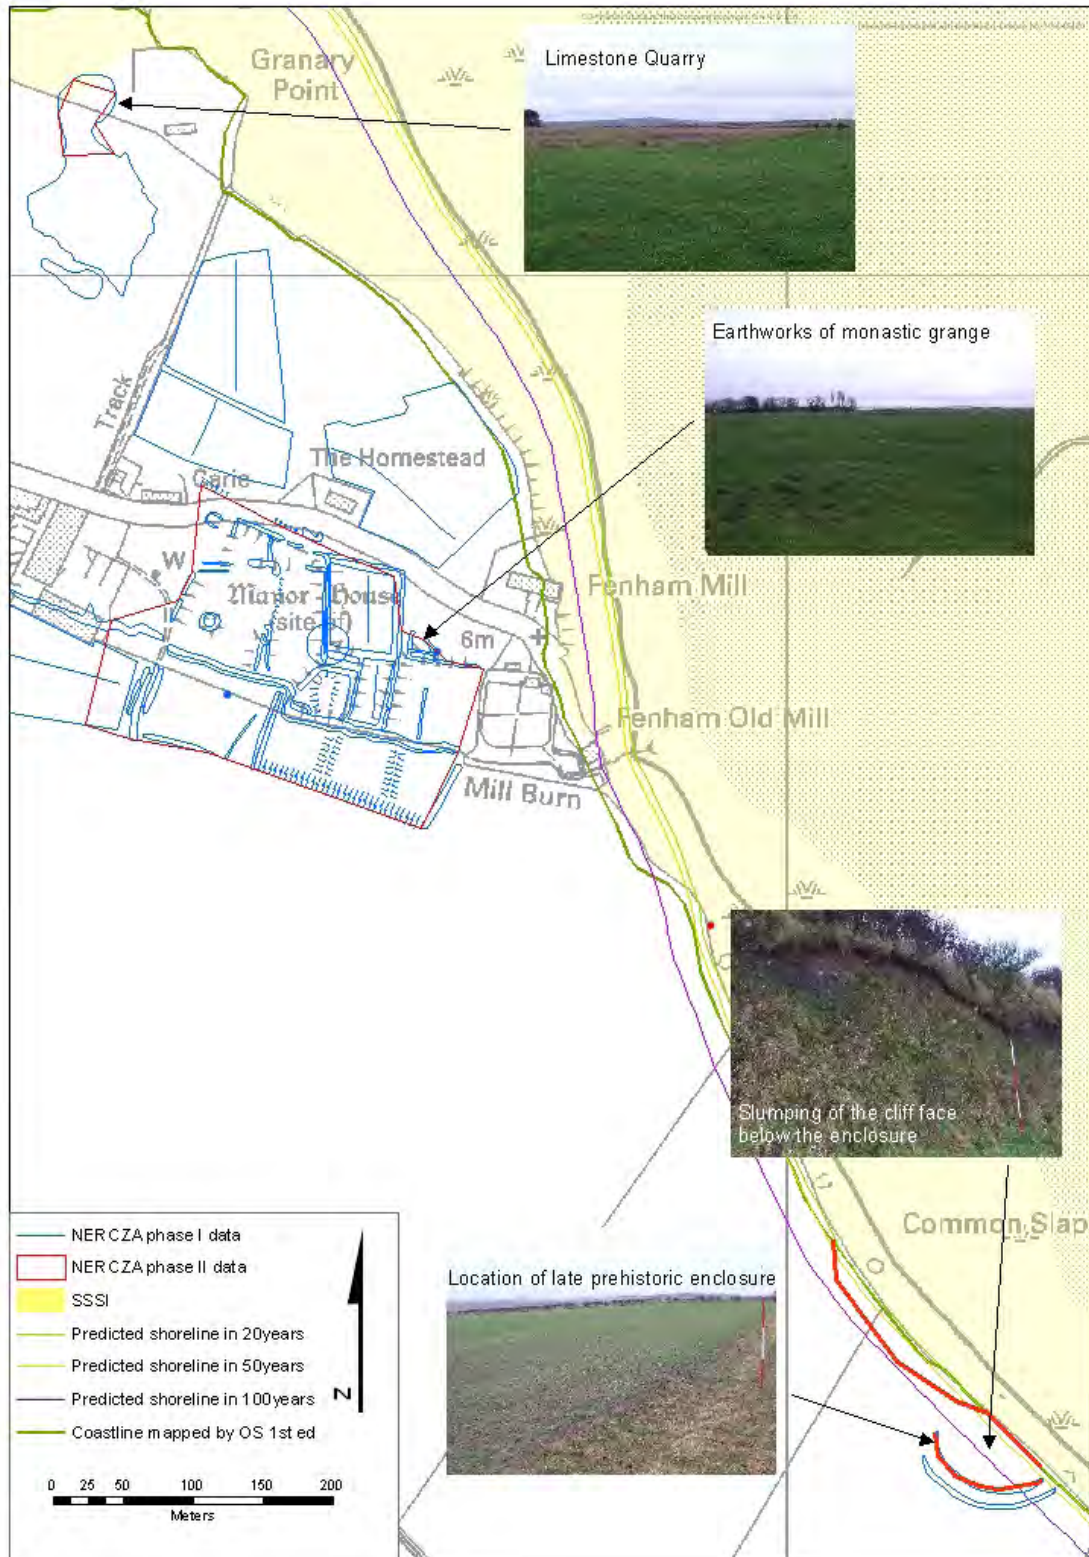 Granary
Point
Limestone Quarry
Earthworks of monastic grange
Track
The Homestead
Garie
W
Manor - House
(site of)
6m
Fenham Mill
Fenham Old Mill
Mill Burn
Slumping of the cliff face
below the enclosure
Common Slap
Location of late prehistoric enclosure
NERCZA phase I data
NERCZA phase II data
SSSI
Predicted shoreline in 20years
Predicted shoreline in 50years
Predicted shoreline in 100years
Coastline mapped by OS 1st ed
N
0 25 50 100 150 200
Meters